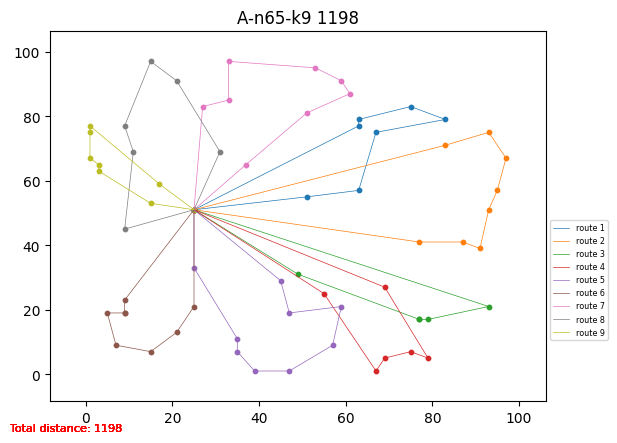 A-n65-k9 1198
100
80
60
40
20
0
0 20 40 60 80 100
route 1
route 2
route 3
route 4
route 5
route 6
route 7
route 8
route 9
Total distance: 1198